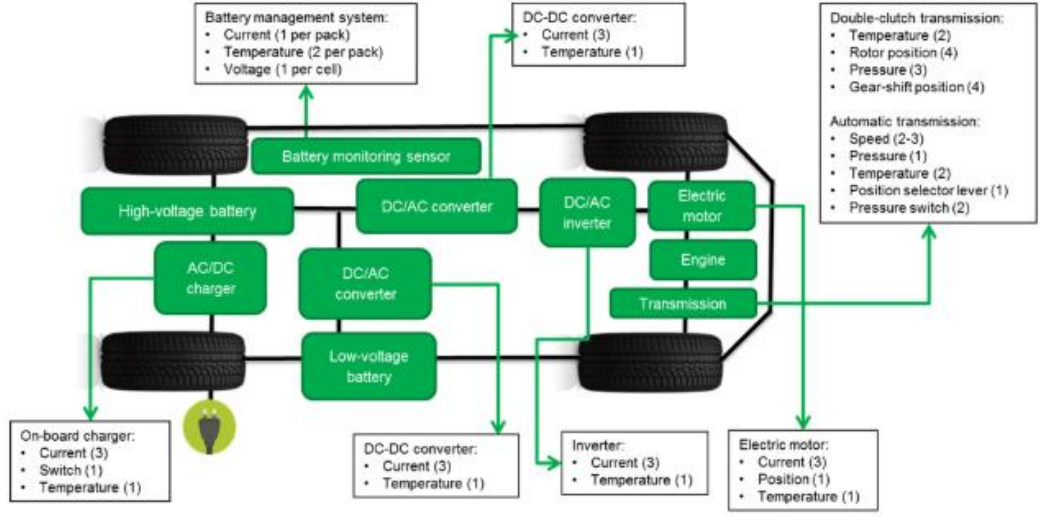 Battery management system:
• Current (1 per pack)
• Temperature (2 per pack)
• Voltage (1 per cell)
DC-DC converter:
• Current (3)
• Temperature (1)
Double-clutch transmission:
• Temperature (2)
• Rotor position (4)
• Pressure (3)
• Gear-shift position (4)
Automatic transmission:
• Speed (2-3)
• Pressure (1)
• Temperature (2)
• Position selector lever (1)
• Pressure switch (2)
Battery monitoring sensor
High-voltage battery
DC/AC converter
DC/AC
inverter
Electric
motor
AC/DC
charger
DC/AC
converter
Engine
Transmission
Low-voltage
battery
On-board charger:
• Current (3)
• Switch (1)
• Temperature (1)
DC-DC converter:
• Current (3)
• Temperature (1)
Inverter:
• Current (3)
• Temperature (1)
Electric motor:
• Current (3)
• Position (1)
• Temperature (1)